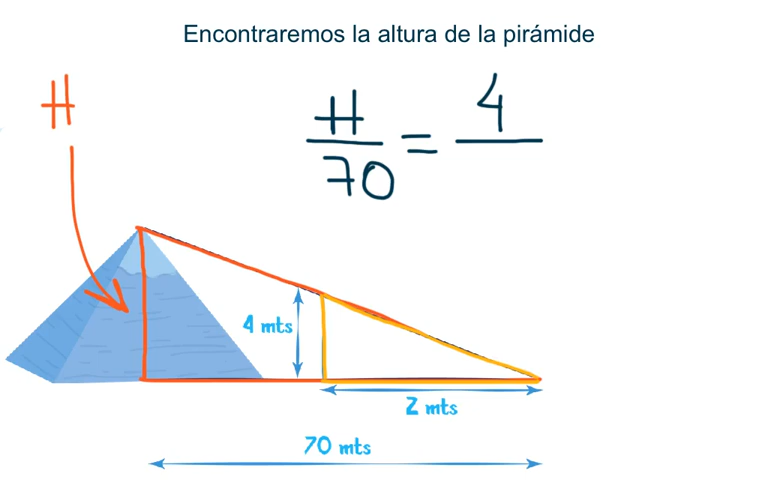 Encontraremos la altura de la pirámide
H
H/70 = 4/
4 mts
2 mts
70 mts